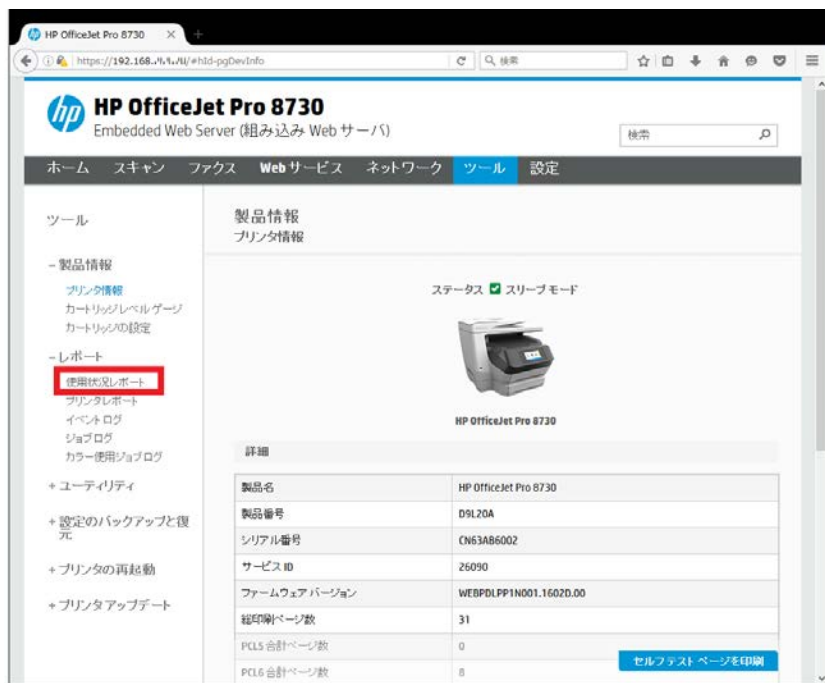 HP OfficeJet Pro 8730
https://192.168.
/#hId-pgDevInfo
検索
hp
HP OfficeJet Pro 8730
Embedded Web Server (組み込み Web サーバ)
検索
ホーム スキャン ファクス Web サービス ネットワーク ツール 設定
ツール
製品情報
プリンタ情報
- 製品情報
プリンタ情報
カートリッジレベル ゲージ
カートリッジの設定
- レポート
使用状況レポート
プリンタレポート
イベント ログ
ジョブログ
カラー使用ジョブログ
+ ユーティリティ
+ 設定のバックアップと復
元
+ プリンタの再起動
+ プリンタ アップデート
ステータス スリープ モード
HP OfficeJet Pro 8730
詳細
製品名 HP OfficeJet Pro 8730
製品番号 D9L20A
シリアル番号 CN63AB6002
サービス ID 26090
ファームウェア バージョン WEBPDLPP1N001.1602D.00
総印刷ページ数 31
PCL5 合計ページ数 0
PCL6 合計ページ数 8
セルフテスト ページを印刷